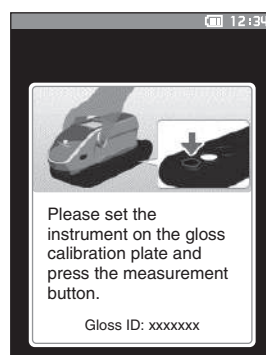 12:34
Please set the
instrument on the gloss
calibration plate and
press the measurement
button.
Gloss ID: xxxxxxx